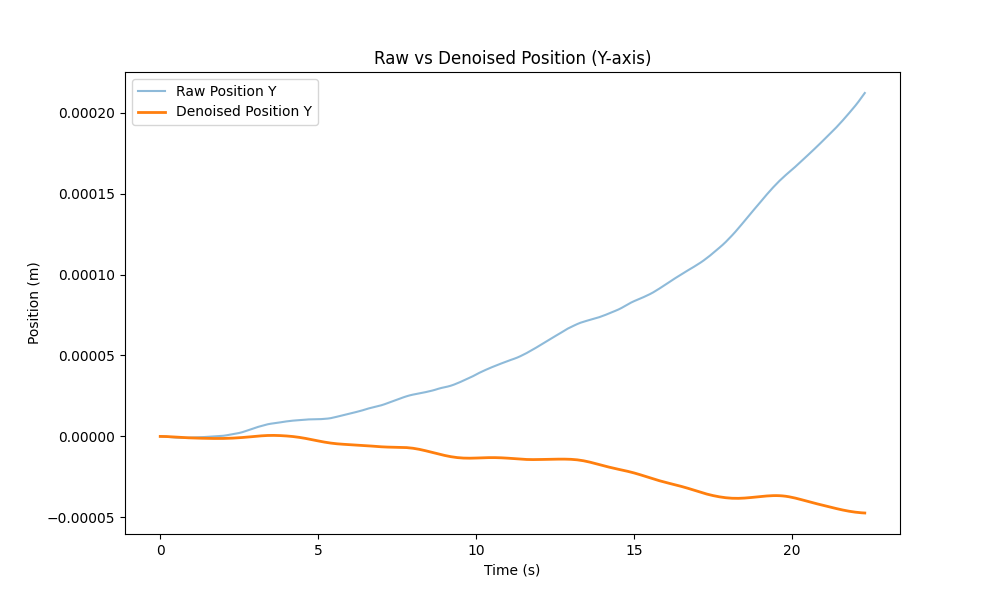 Raw vs Denoised Position (Y-axis)
Raw Position Y
Denoised Position Y
Position (m)
0.00020
0.00015
0.00010
0.00005
0.00000
−0.00005
0 5 10 15 20
Time (s)